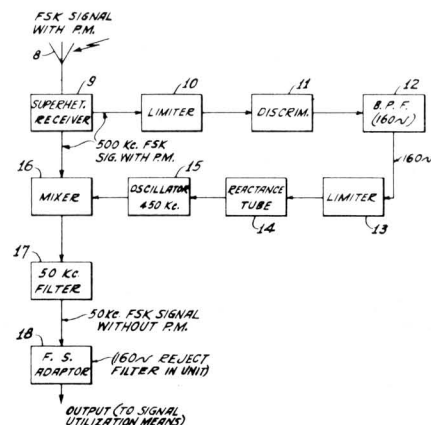 FSK SIGNAL
WITH P.M.
8
9
SUPERHET.
RECEIVER
10
LIMITER
11
DISCRIM.
12
B.P.F.
(160~)
500 KC. FSK
SIG. WITH P.M.
160~
16
MIXER
15
OSCILLATOR
450 KC.
REACTANCE
TUBE
14
LIMITER
13
17
50 KC.
FILTER
50KC. FSK SIGNAL
WITHOUT P.M.
18
F. S.
ADAPTOR
(160~ REJECT
FILTER IN UNIT)
OUTPUT (TO SIGNAL
UTILIZATION MEANS)